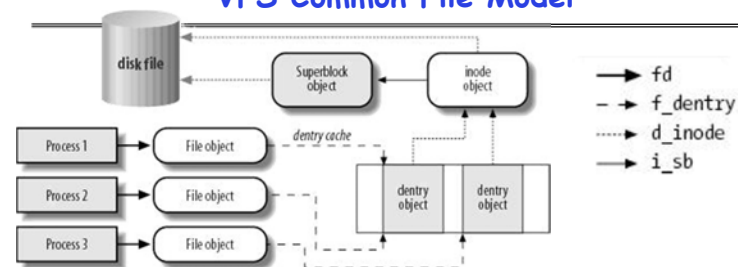 VFS Common File Model
disk file
Superblock
object
inode
object
fd
f_dentry
d_inode
i_sb
dentry cache
Process 1
File object
Process 2
File object
Process 3
File object
dentry
object
dentry
object